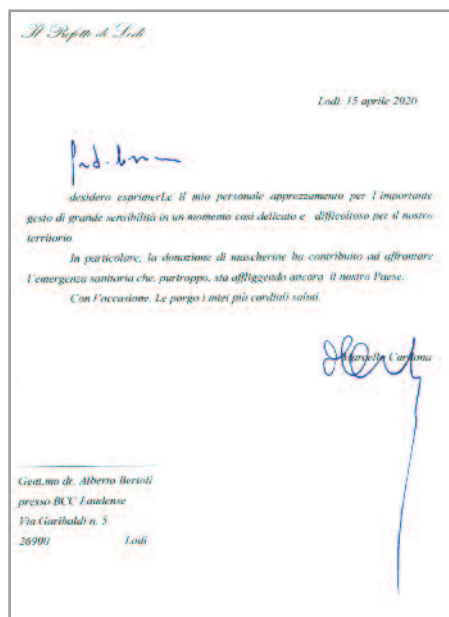 Il Prefetto di Lodi
Lodi 15 aprile 2020
desidero esprimerLe il mio personale apprezzamento per l'importante
gesto di grande sensibilità in un momento così delicato e difficoltoso per il nostro
territorio.
In particolare, la donazione di mascherine ha contribuito ad affrontare
l'emergenza sanitaria che, purtroppo, sta affliggendo ancora il nostro Paese.
Con l'occasione, Le porgo i miei più cordiali saluti.
Marcello Cardona
Gent.mo dr. Alberto Bertoli
presso BCC Laudense
Via Garibaldi n. 5
26900 Lodi